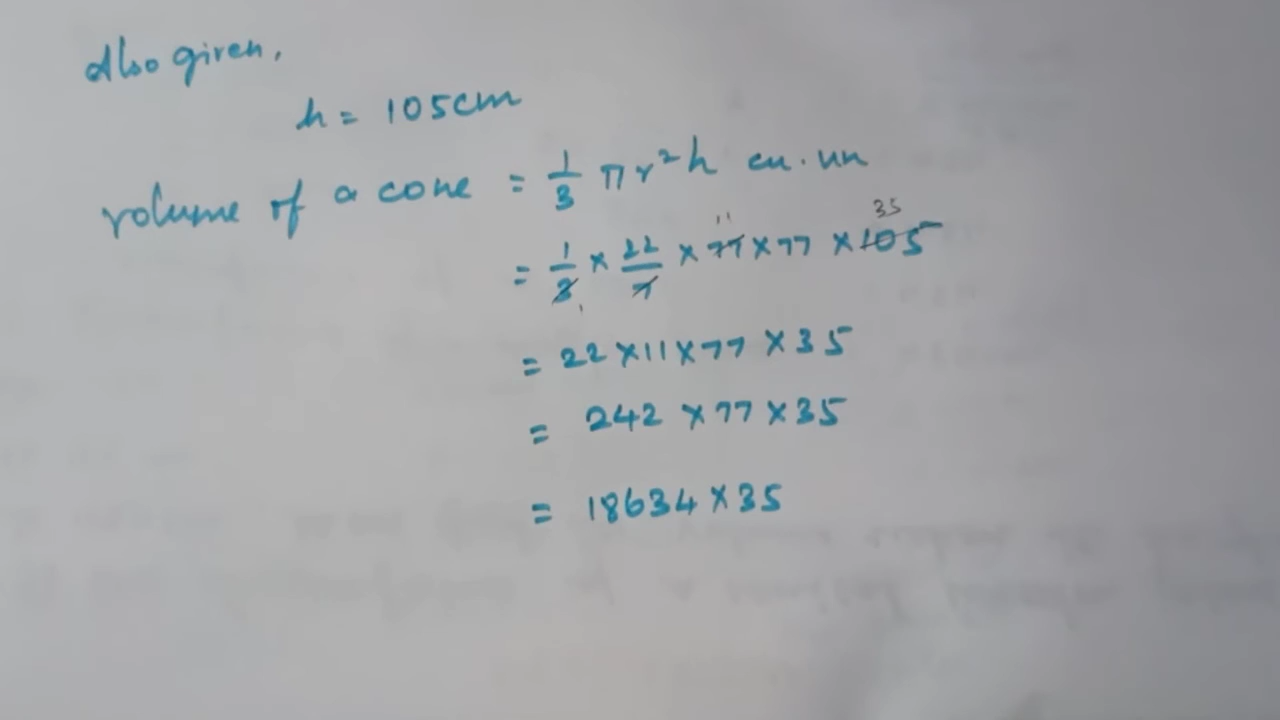 Also given,
h = 105cm
volume of a cone = 1/3 πr²h cu. un
= 1/3 × 22/7 × 77 × 77 × 105
11 35
1
= 22 × 11 × 77 × 35
= 242 × 77 × 35
= 18634 × 35